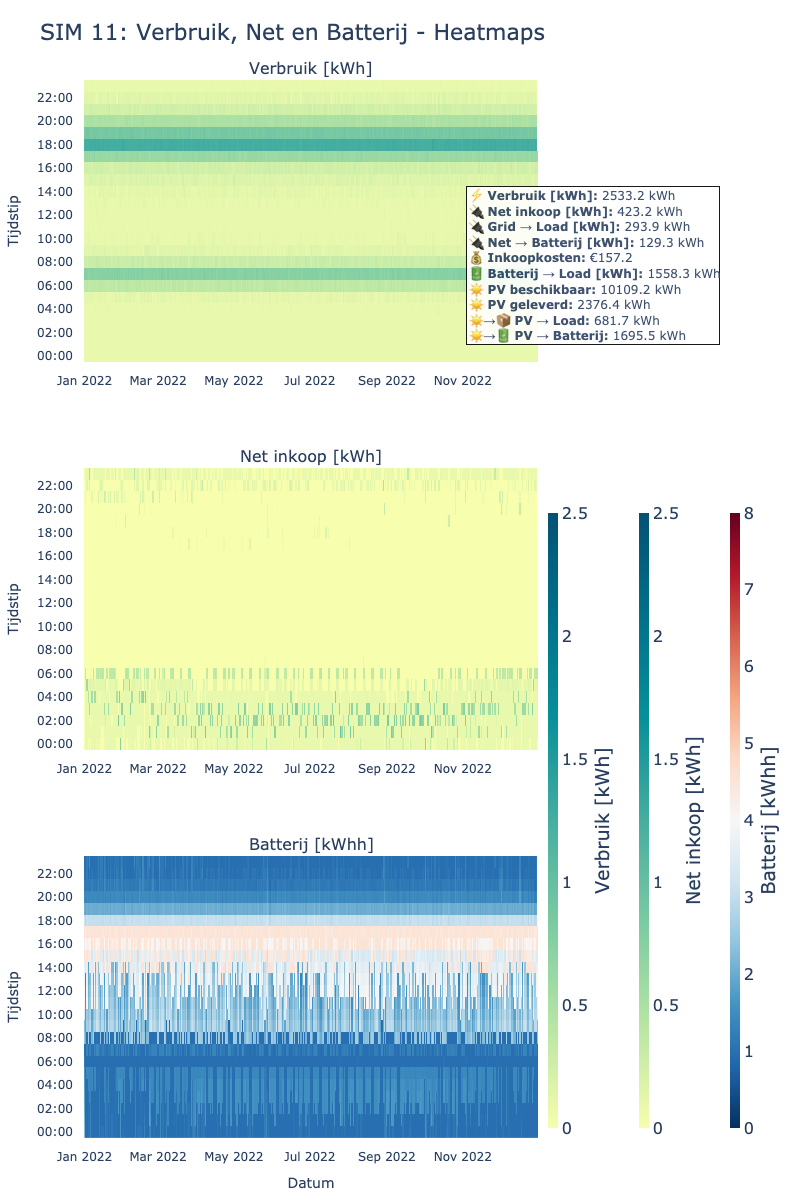 SIM 11: Verbruik, Net en Batterij - Heatmaps
Verbruik [kWh]
22:00
20:00
18:00
16:00
14:00
12:00
10:00
08:00
06:00
04:00
02:00
00:00
Tijdstip
Jan 2022 Mar 2022 May 2022 Jul 2022 Sep 2022 Nov 2022
⚡ Verbruik [kWh]: 2533.2 kWh
🔌 Net inkoop [kWh]: 423.2 kWh
🔌 Grid → Load [kWh]: 293.9 kWh
🔌 Net → Batterij [kWh]: 129.3 kWh
💰 Inkoopkosten: €157.2
🔋 Batterij → Load [kWh]: 1558.3 kWh
☀️ PV beschikbaar: 10109.2 kWh
☀️ PV geleverd: 2376.4 kWh
☀️→📦 PV → Load: 681.7 kWh
☀️→🔋 PV → Batterij: 1695.5 kWh
Net inkoop [kWh]
22:00
20:00
18:00
16:00
14:00
12:00
10:00
08:00
06:00
04:00
02:00
00:00
Tijdstip
Jan 2022 Mar 2022 May 2022 Jul 2022 Sep 2022 Nov 2022
Batterij [kWhh]
22:00
20:00
18:00
16:00
14:00
12:00
10:00
08:00
06:00
04:00
02:00
00:00
Tijdstip
Jan 2022 Mar 2022 May 2022 Jul 2022 Sep 2022 Nov 2022
Datum
2.5
2
1.5
1
0.5
0
Verbruik [kWh]
2.5
2
1.5
1
0.5
0
Net inkoop [kWh]
8
7
6
5
4
3
2
1
0
Batterij [kWhh]